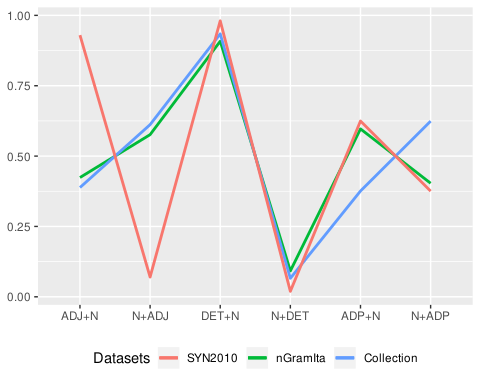 1.00
0.75
0.50
0.25
0.00
ADJ+N N+ADJ DET+N N+DET ADP+N N+ADP
Datasets SYN2010 nGramIta Collection